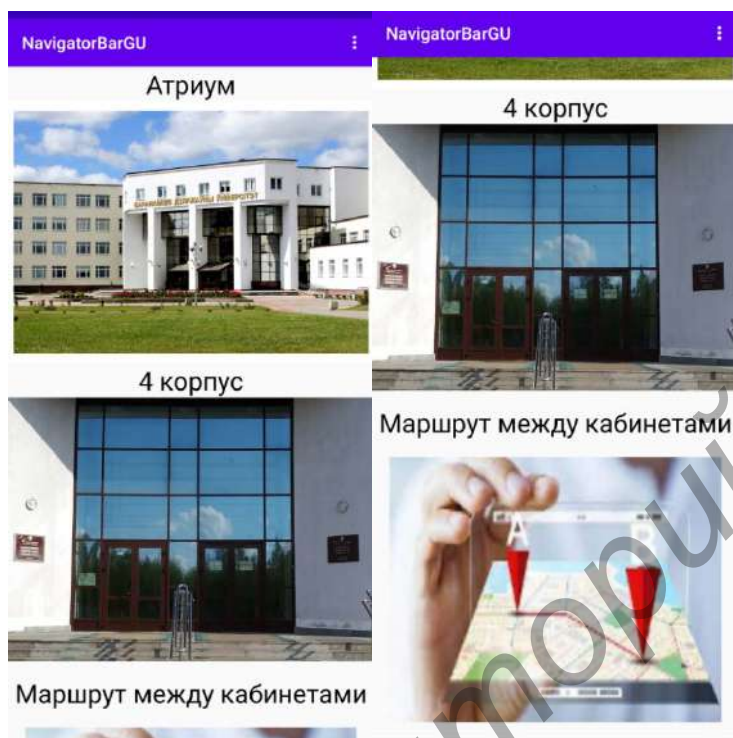 NavigatorBarGU
Атриум
4 корпус
Маршрут между кабинетами
NavigatorBarGU
4 корпус
Маршрут между кабинетами
A